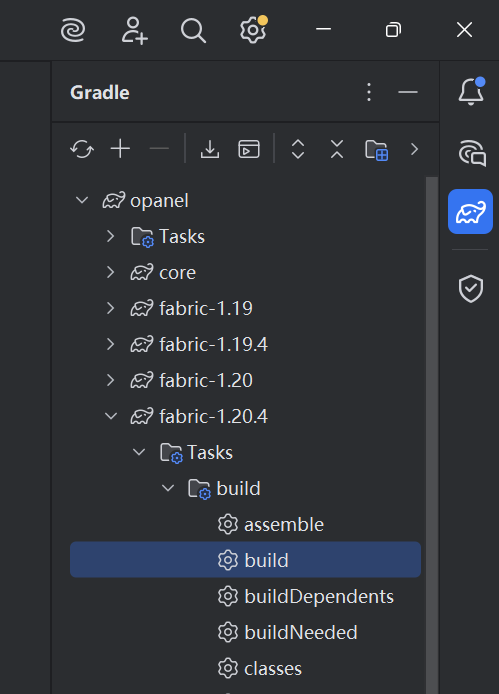 Gradle
opanel
Tasks
core
fabric-1.19
fabric-1.19.4
fabric-1.20
fabric-1.20.4
Tasks
build
assemble
build
buildDependents
buildNeeded
classes